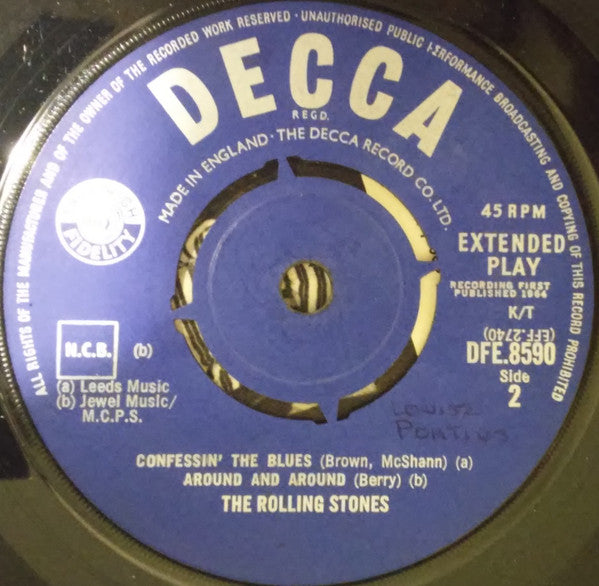 ALL RIGHTS OF THE MANUFACTURER AND OF THE OWNER OF THE RECORDED WORK RESERVED · UNAUTHORISED PUBLIC PERFORMANCE BROADCASTING AND COPYING OF THIS RECORD PROHIBITED
DECCA
REGD.
MADE IN ENGLAND · THE DECCA RECORD CO. LTD.
HIGH
FIDELITY
45 RPM
EXTENDED
PLAY
RECORDING FIRST
PUBLISHED 1964
K/T
(EFF.2740)
DFE.8590
Side
2
N.C.B. (b)
(a) Leeds Music
(b) Jewel Music/
M.C.P.S.
LOUISE
CONFESSIN' THE BLUES (Brown, McShann) (a)
AROUND AND AROUND (Berry) (b)
THE ROLLING STONES